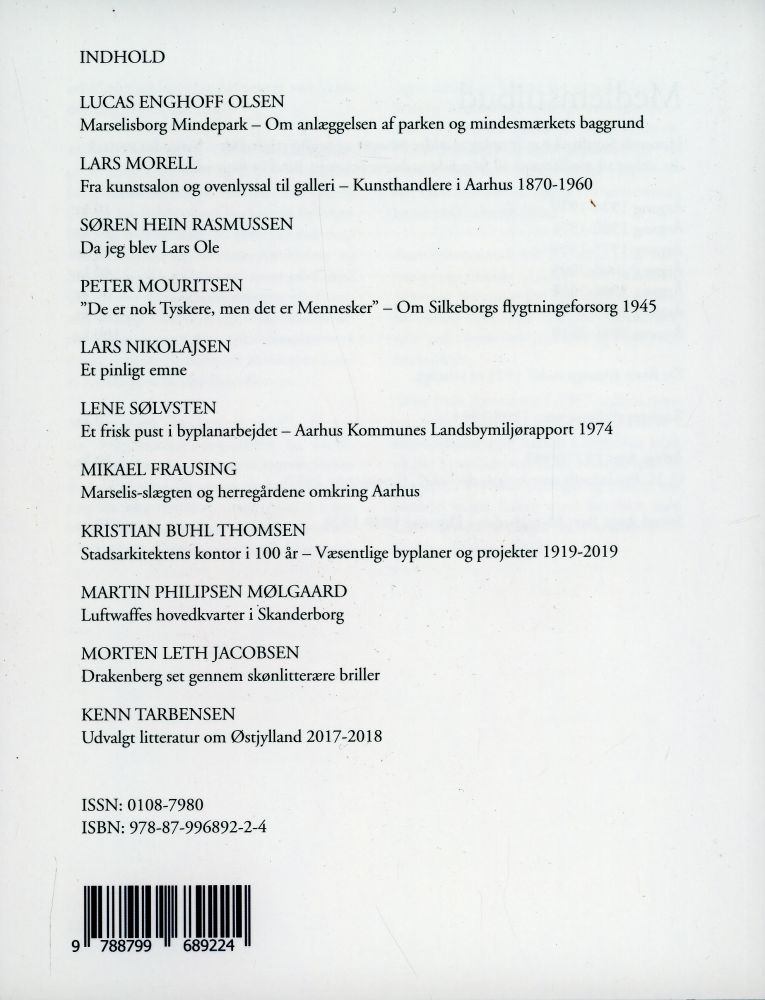 INDHOLD
LUCAS ENGHOFF OLSEN
Marselisborg Mindepark – Om anlæggelsen af parken og mindesmærkets baggrund
LARS MORELL
Fra kunstsalon og ovenlyssal til galleri – Kunsthandlere i Aarhus 1870-1960
SØREN HEIN RASMUSSEN
Da jeg blev Lars Ole
PETER MOURITSEN
”De er nok Tyskere, men det er Mennesker” – Om Silkeborgs flygtningeforsorg 1945
LARS NIKOLAJSEN
Et pinligt emne
LENE SØLVSTEN
Et frisk pust i byplanarbejdet – Aarhus Kommunes Landsbymiljørapport 1974
MIKAEL FRAUSING
Marselis-slægten og herregårdene omkring Aarhus
KRISTIAN BUHL THOMSEN
Stadsarkitektens kontor i 100 år – Væsentlige byplaner og projekter 1919-2019
MARTIN PHILIPSEN MØLGAARD
Luftwaffes hovedkvarter i Skanderborg
MORTEN LETH JACOBSEN
Drakenberg set gennem skønlitterære briller
KENN TARBENSEN
Udvalgt litteratur om Østjylland 2017-2018
ISSN: 0108-7980
ISBN: 978-87-996892-2-4
9 788799 689224